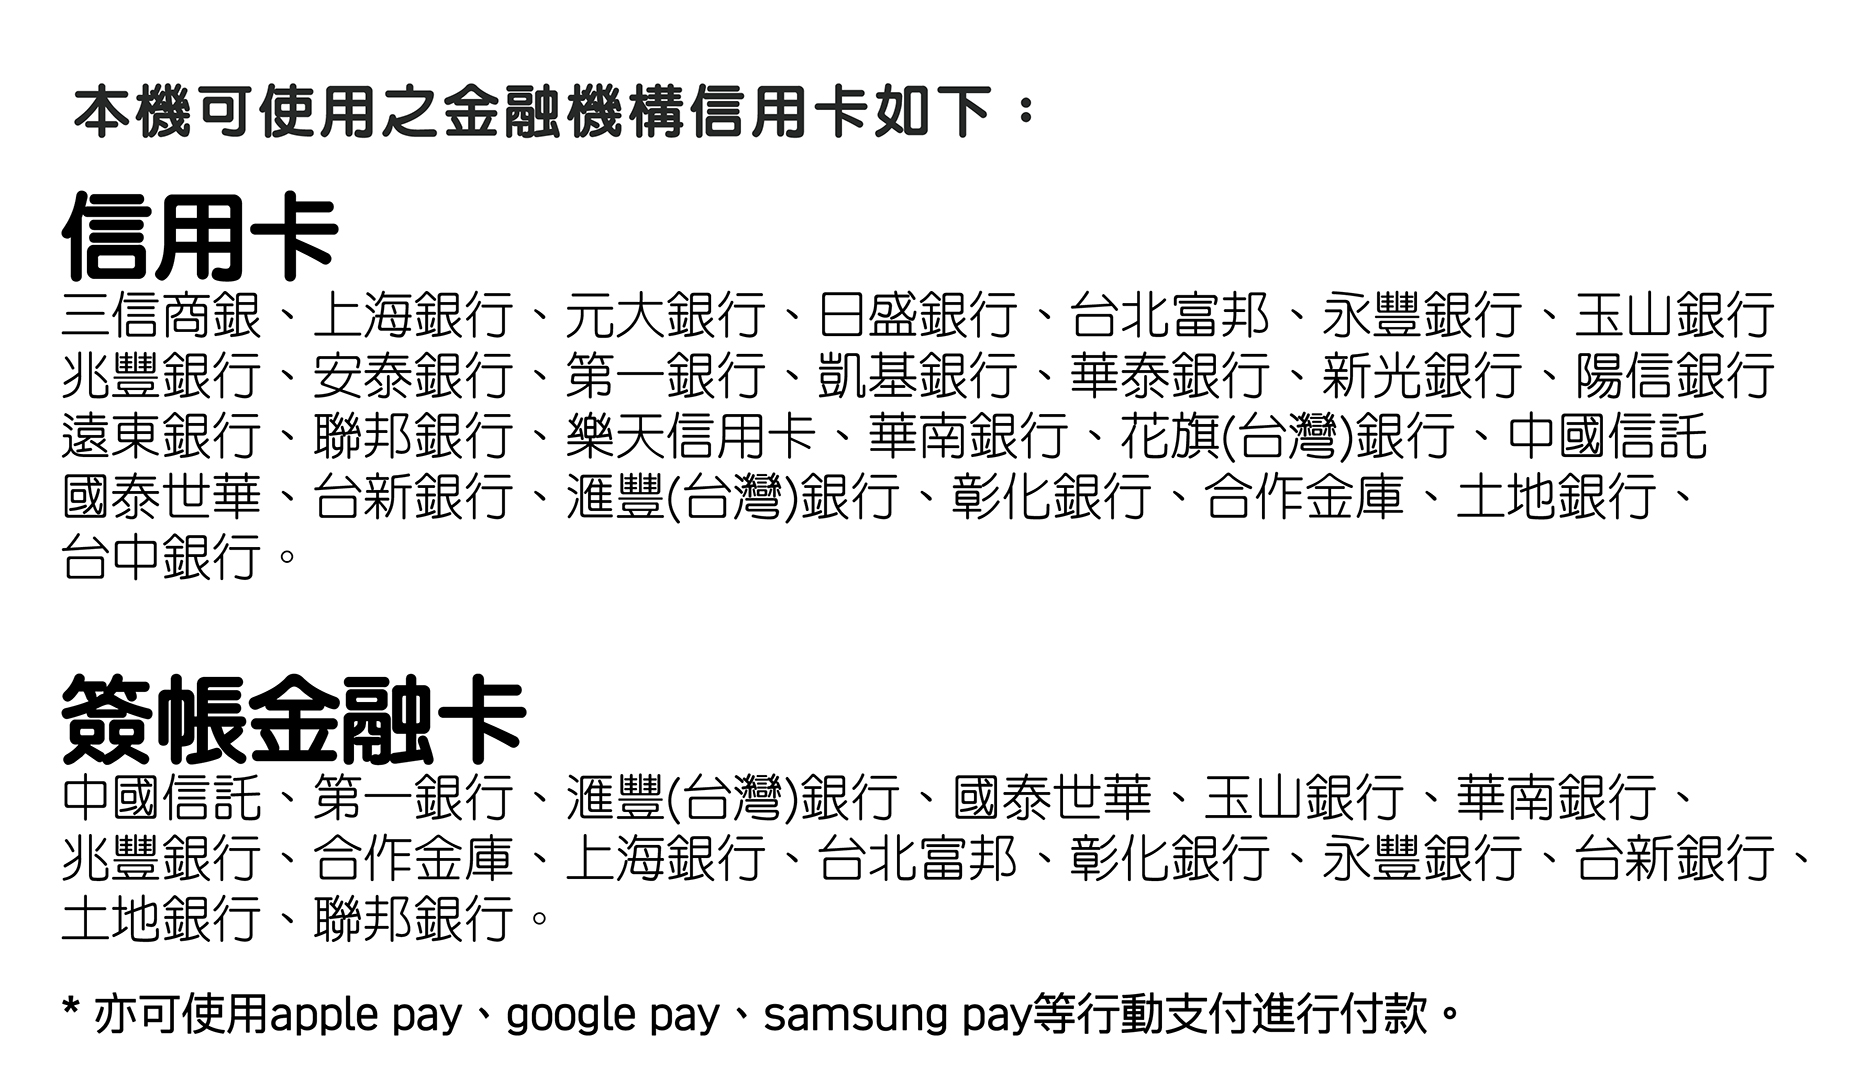 本機可使用之金融機構信用卡如下：
信用卡
三信商銀、上海銀行、元大銀行、日盛銀行、台北富邦、永豐銀行、玉山銀行
兆豐銀行、安泰銀行、第一銀行、凱基銀行、華泰銀行、新光銀行、陽信銀行
遠東銀行、聯邦銀行、樂天信用卡、華南銀行、花旗(台灣)銀行、中國信託
國泰世華、台新銀行、滙豐(台灣)銀行、彰化銀行、合作金庫、土地銀行、
台中銀行。
簽帳金融卡
中國信託、第一銀行、滙豐(台灣)銀行、國泰世華、玉山銀行、華南銀行、
兆豐銀行、合作金庫、上海銀行、台北富邦、彰化銀行、永豐銀行、台新銀行、
土地銀行、聯邦銀行。
* 亦可使用apple pay、google pay、samsung pay等行動支付進行付款。